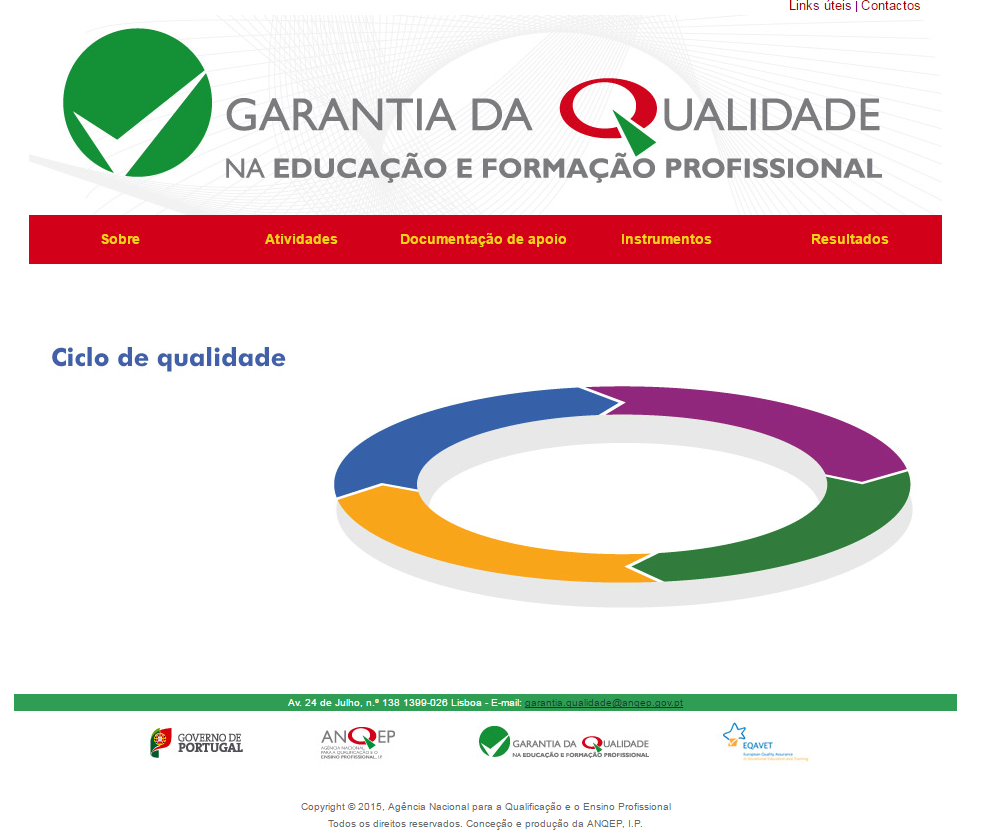 Links úteis | Contactos
GARANTIA DA QUALIDADE
NA EDUCAÇÃO E FORMAÇÃO PROFISSIONAL
Sobre Atividades Documentação de apoio Instrumentos Resultados
Ciclo de qualidade
Av. 24 de Julho, n.º 138 1399-026 Lisboa - E-mail: garantia.qualidade@anqep.gov.pt
GOVERNO DE
PORTUGAL
ANQEP
AGÊNCIA NACIONAL
PARA A QUALIFICAÇÃO E O
ENSINO PROFISSIONAL, I.P.
GARANTIA DA QUALIDADE
NA EDUCAÇÃO E FORMAÇÃO PROFISSIONAL
EQAVET
European Quality Assurance
in Vocational Education and Training
Copyright © 2015, Agência Nacional para a Qualificação e o Ensino Profissional
Todos os direitos reservados. Conceção e produção da ANQEP, I.P.